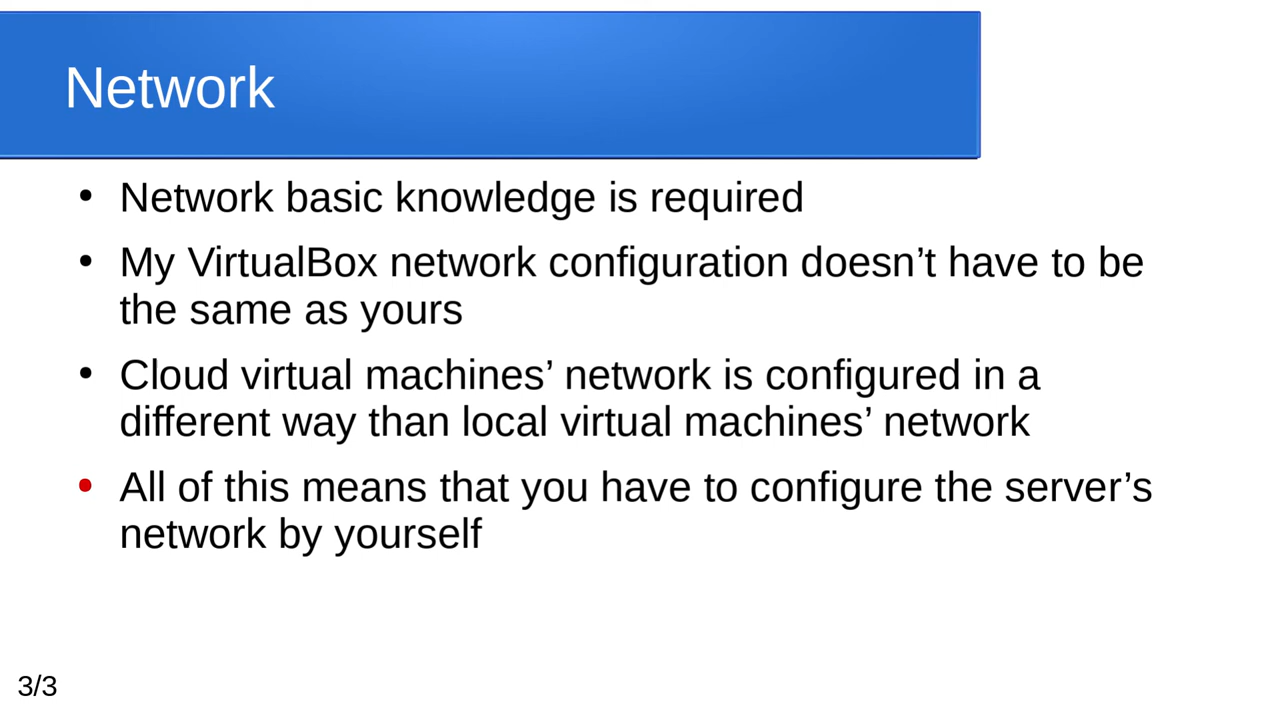 Network
• Network basic knowledge is required
• My VirtualBox network configuration doesn’t have to be
the same as yours
• Cloud virtual machines’ network is configured in a
different way than local virtual machines’ network
• All of this means that you have to configure the server’s
network by yourself
3/3